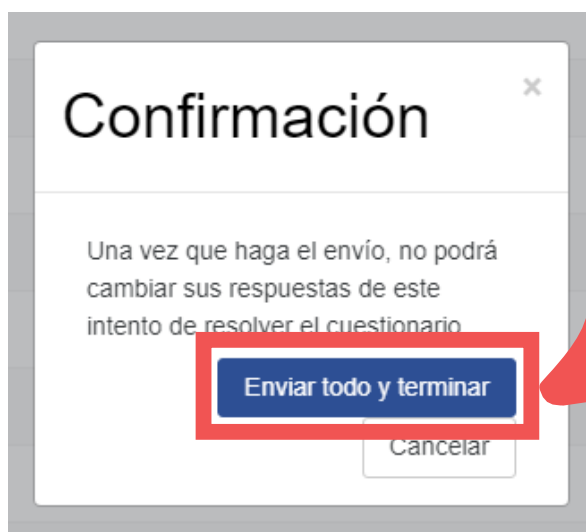 Confirmación
×
Una vez que haga el envío, no podrá
cambiar sus respuestas de este
intento de resolver el cuestionario
Enviar todo y terminar
Cancelar